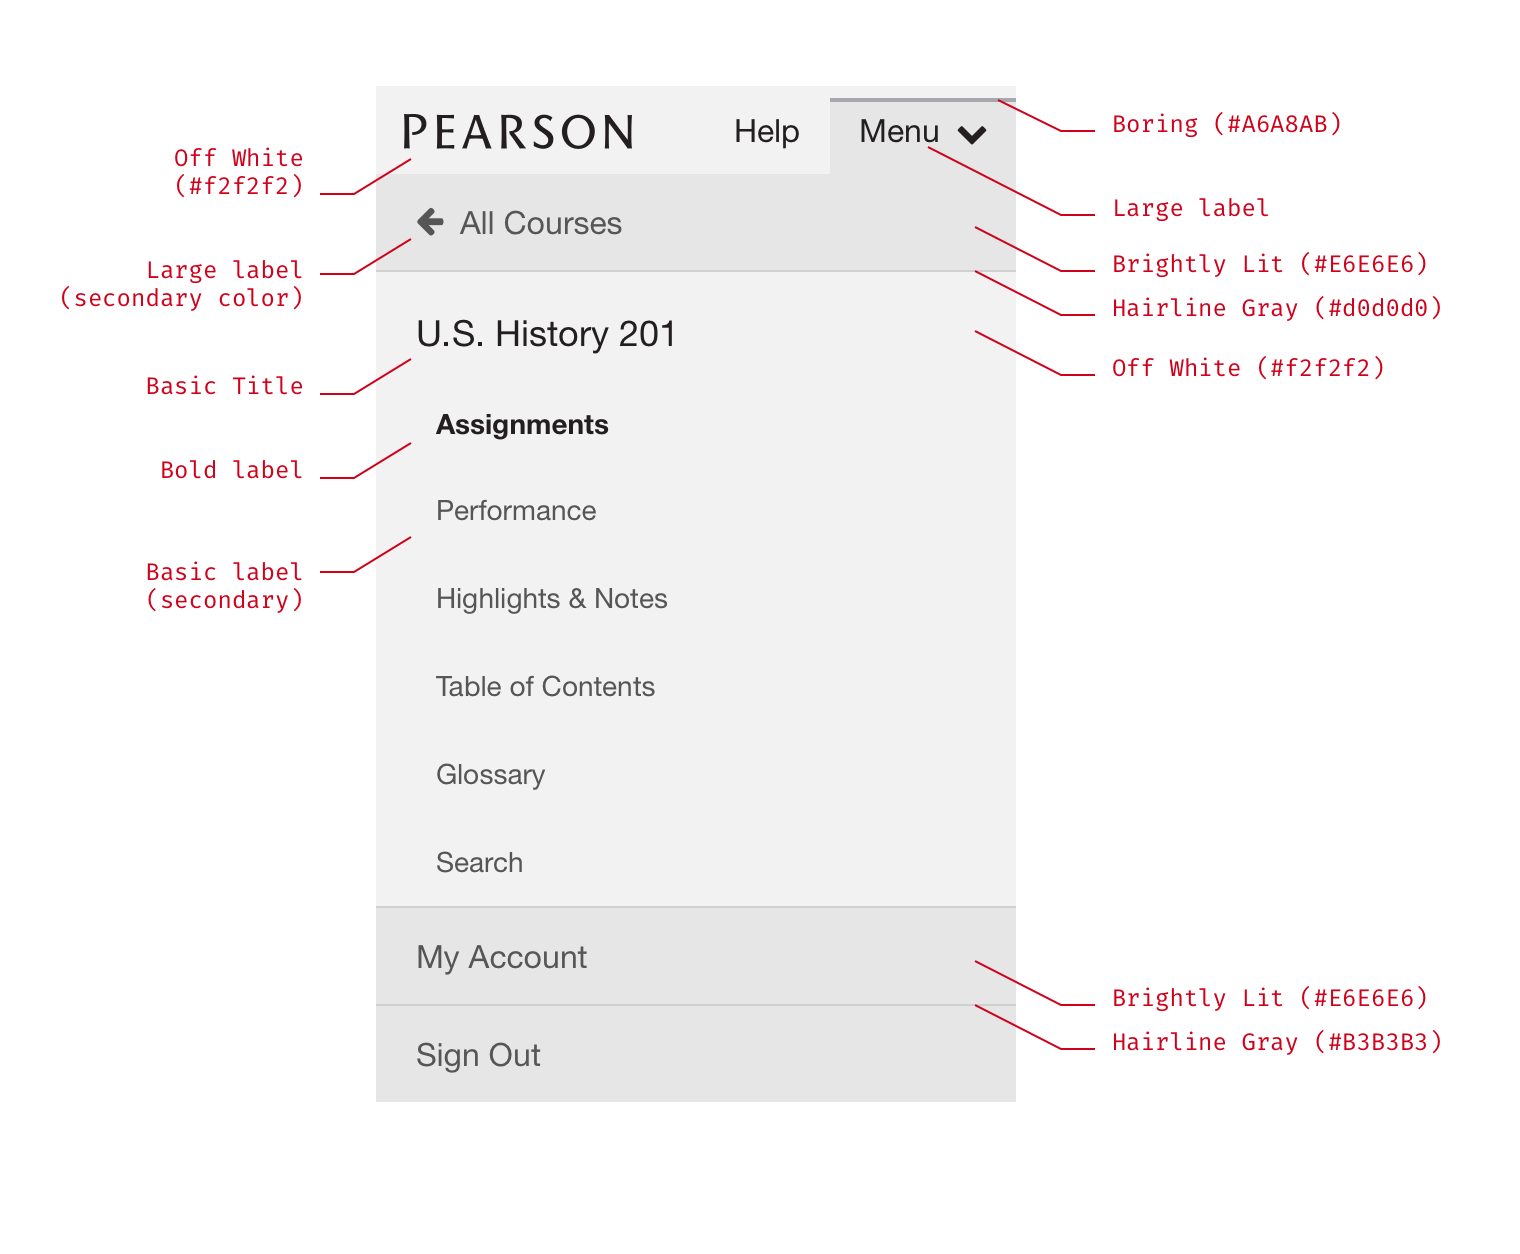 PEARSON
Help
Menu
All Courses
U.S. History 201
Assignments
Performance
Highlights & Notes
Table of Contents
Glossary
Search
My Account
Sign Out
Off White
(#f2f2f2)
Large label
(secondary color)
Basic Title
Bold label
Basic label
(secondary)
Boring (#A6A8AB)
Large label
Brightly Lit (#E6E6E6)
Hairline Gray (#d0d0d0)
Off White (#f2f2f2)
Brightly Lit (#E6E6E6)
Hairline Gray (#B3B3B3)